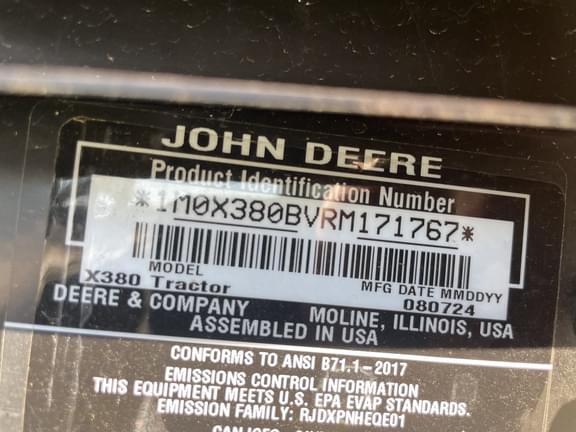 JOHN DEERE
Product Identification Number
*1M0X380BVRM171767*
MODEL MFG DATE MMDDYY
X380 Tractor 080724
DEERE & COMPANY MOLINE, ILLINOIS, USA
ASSEMBLED IN USA
CONFORMS TO ANSI B71.1-2017
EMISSIONS CONTROL INFORMATION
THIS EQUIPMENT MEETS U.S. EPA EVAP STANDARDS.
EMISSION FAMILY: RJDXPNHEQE01